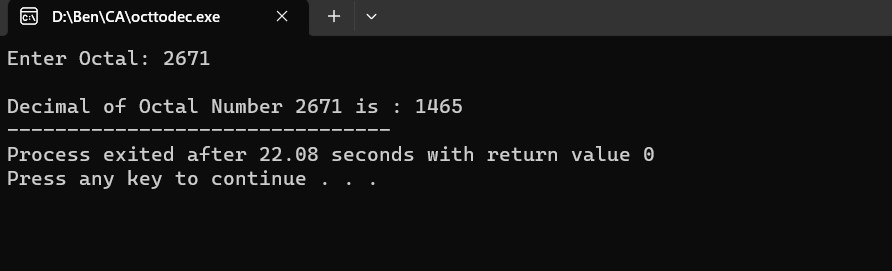 D:\Ben\CA\octtodec.exe
Enter Octal: 2671
Decimal of Octal Number 2671 is : 1465
--------------------------------
Process exited after 22.08 seconds with return value 0
Press any key to continue . . .